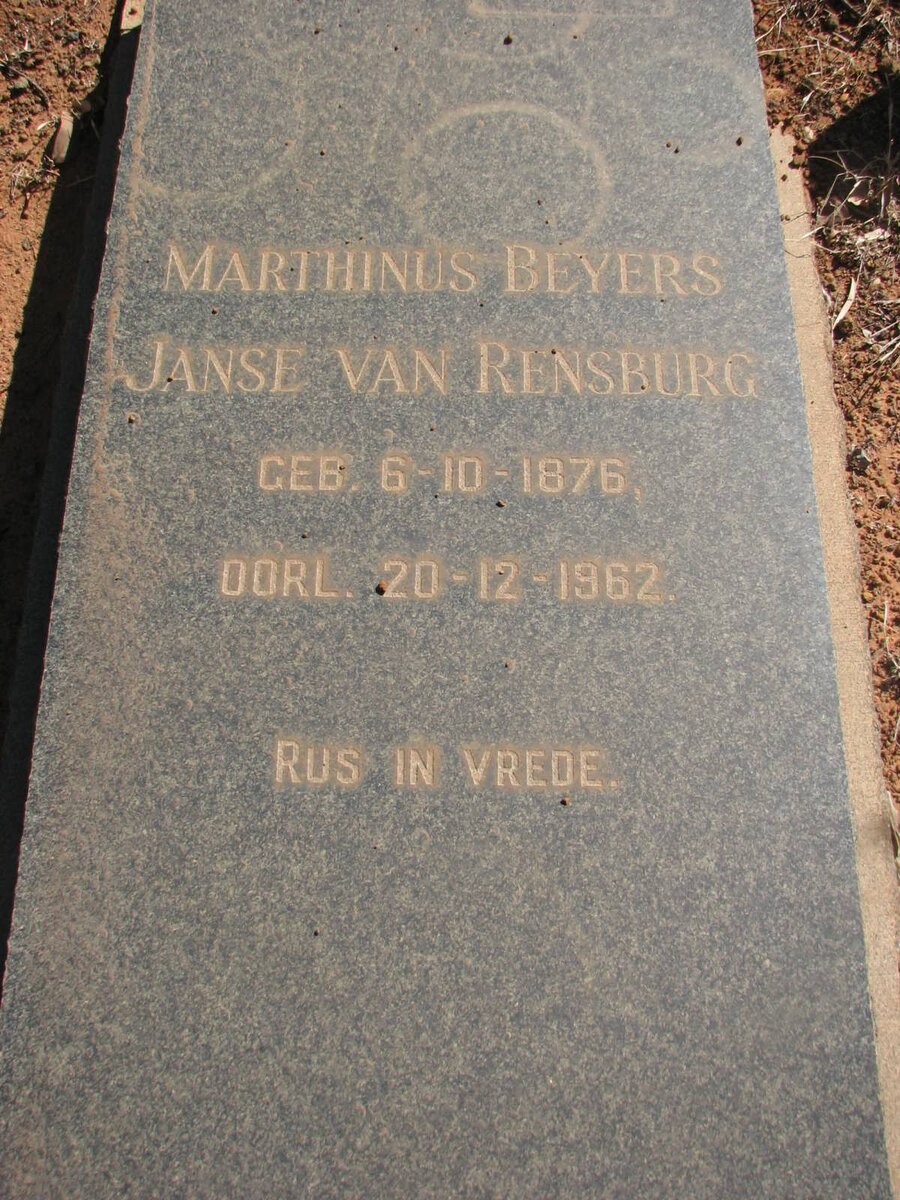 MARTHINUS BEYERS
JANSE VAN RENSBURG
GEB. 6-10-1876,
OORL. 20-12-1962.
RUS IN VREDE.